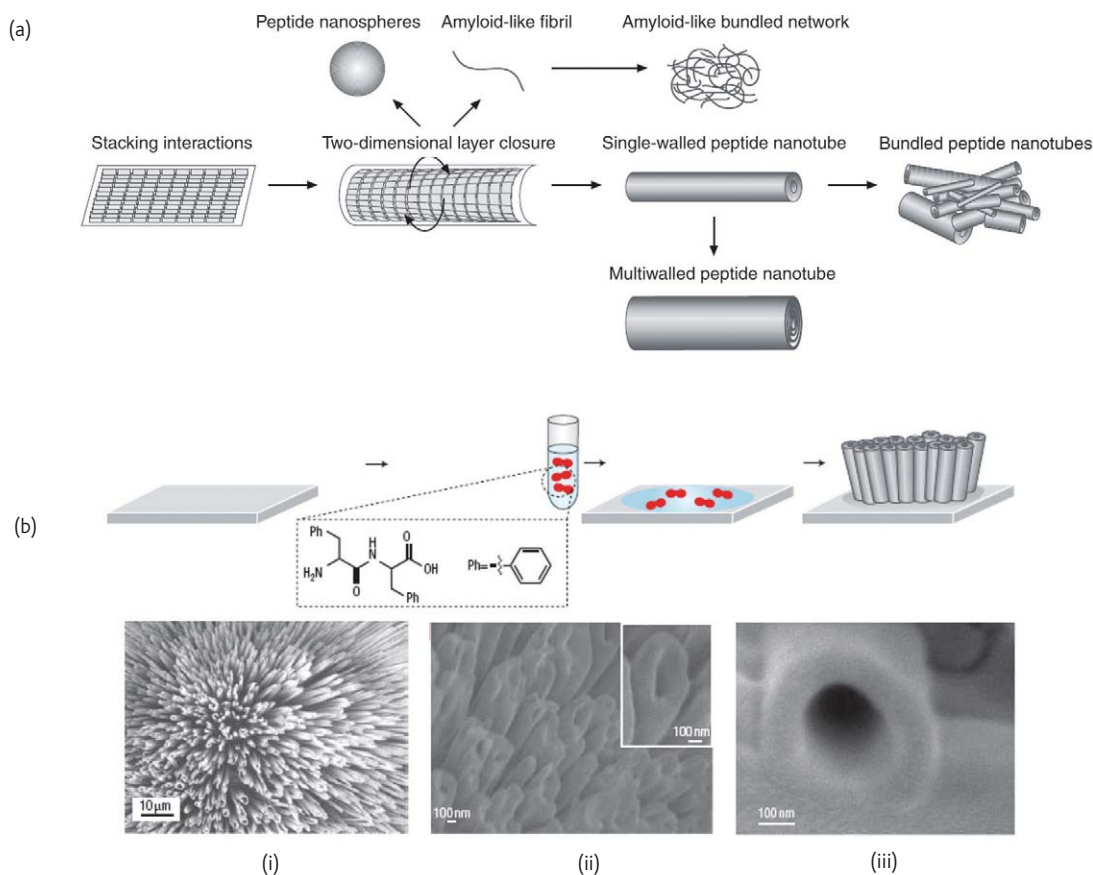 (a)
Peptide nanospheres
Amyloid-like fibril
Amyloid-like bundled network
Stacking interactions
Two-dimensional layer closure
Single-walled peptide nanotube
Bundled peptide nanotubes
Multiwalled peptide nanotube
(b)
Ph
H₂N
O
H
N
O
OH
Ph
Ph=
10 μm
100 nm
100 nm
100 nm
(i)
(ii)
(iii)